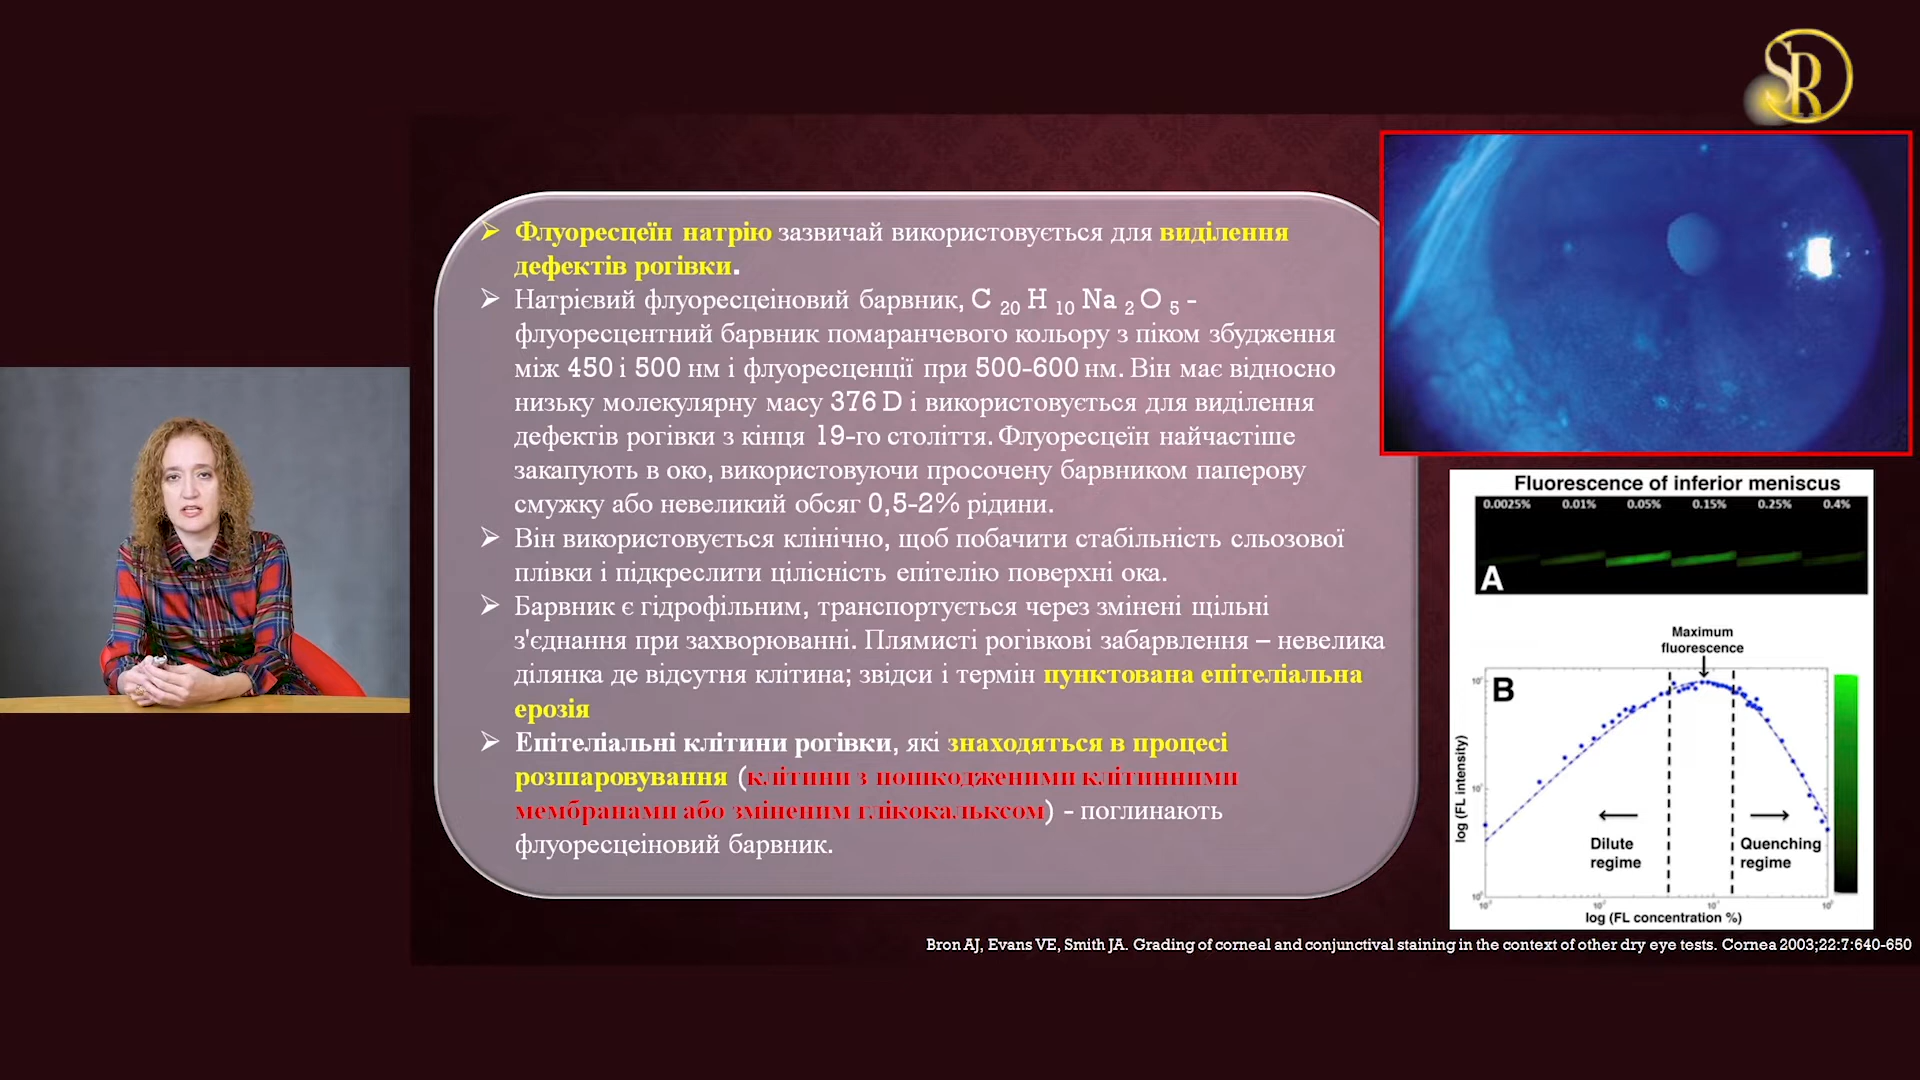 SR
Флуоресцеїн натрію зазвичай використовується для виділення
дефектів рогівки.
Натрієвий флуоресцеіновий барвник, C 20 H 10 Na 2 O 5 -
флуоресцентний барвник помаранчевого кольору з піком збудження
між 450 і 500 нм і флуоресценції при 500-600 нм. Він має відносно
низьку молекулярну масу 376 D і використовується для виділення
дефектів рогівки з кінця 19-го століття. Флуоресцеїн найчастіше
закапують в око, використовуючи просочену барвником паперову
смужку або невеликий обсяг 0,5-2% рідини.
Він використовується клінічно, щоб побачити стабільність сльозової
плівки і підкреслити цілісність епітелію поверхні ока.
Барвник є гідрофільним, транспортується через змінені щільні
з'єднання при захворюванні. Плямисті рогівкові забарвлення – невелика
ділянка де відсутня клітина; звідси і термін пунктована епітеліальна
ерозія
Епітеліальні клітини рогівки, які знаходяться в процесі
розшаровування (клітини з пошкодженими клітинними
мембранами або зміненим глікокальксом) - поглинають
флуоресцеіновий барвник.
Fluorescence of inferior meniscus
0.0025% 0.01% 0.05% 0.15% 0.25% 0.4%
A
Maximum
fluorescence
B
log (FL intensity)
Dilute
regime
Quenching
regime
log (FL concentration %)
Bron AJ, Evans VE, Smith JA. Grading of corneal and conjunctival staining in the context of other dry eye tests. Cornea 2003;22:7:640-650